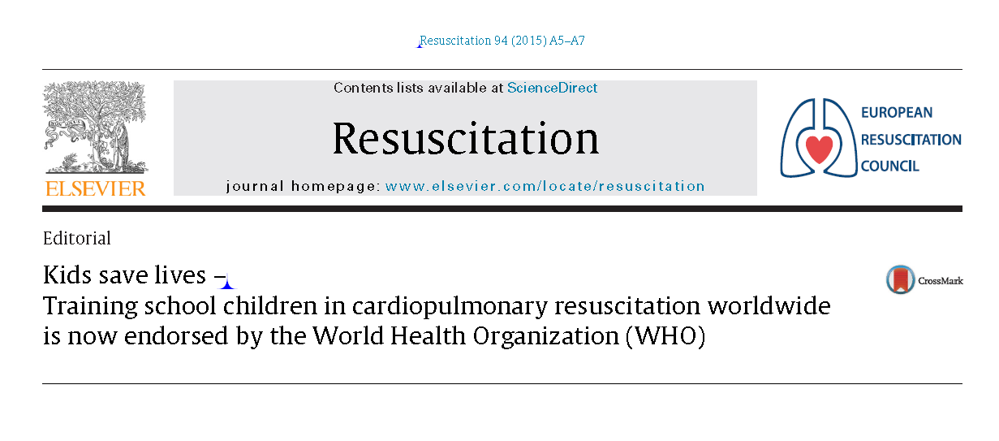 Resuscitation 94 (2015) A5–A7
Contents lists available at ScienceDirect
Resuscitation
journal homepage: www.elsevier.com/locate/resuscitation
ELSEVIER
EUROPEAN
RESUSCITATION
COUNCIL
Editorial
Kids save lives –
Training school children in cardiopulmonary resuscitation worldwide
is now endorsed by the World Health Organization (WHO)
CrossMark